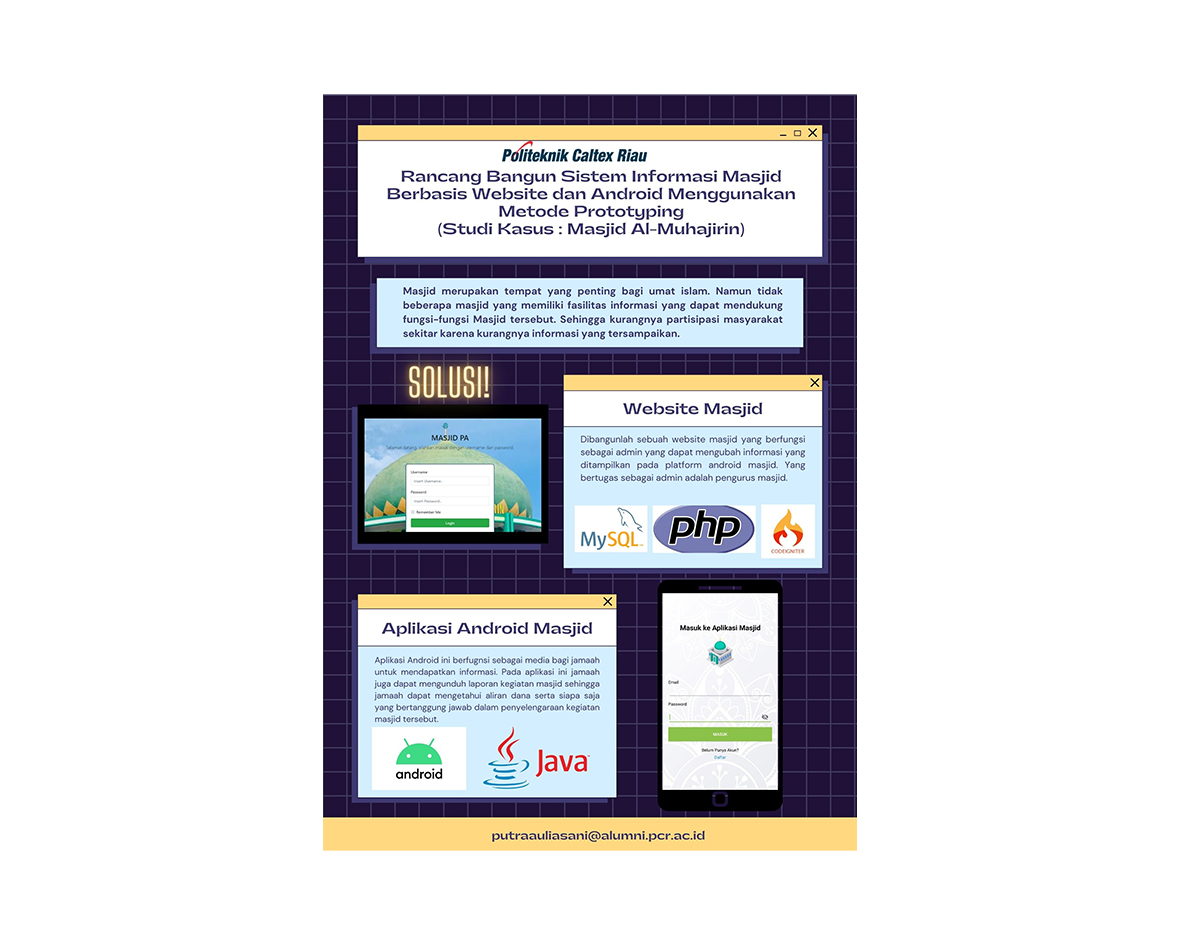 Politeknik Caltex Riau
Rancang Bangun Sistem Informasi Masjid
Berbasis Website dan Android Menggunakan
Metode Prototyping
(Studi Kasus : Masjid Al-Muhajirin)
Masjid merupakan tempat yang penting bagi umat islam. Namun tidak
beberapa masjid yang memiliki fasilitas informasi yang dapat mendukung
fungsi-fungsi Masjid tersebut. Sehingga kurangnya partisipasi masyarakat
sekitar karena kurangnya informasi yang tersampaikan.
SOLUSI!
MASJID PA
Selamat datang, silahkan masuk dengan username dan password.
Username
Insert Username..
Password
Insert Password..
Remember Me
Login
Website Masjid
Dibangunlah sebuah website masjid yang berfungsi
sebagai admin yang dapat mengubah informasi yang
ditampilkan pada platform android masjid. Yang
bertugas sebagai admin adalah pengurus masjid.
MySQL
php
CODEIGNITER
Aplikasi Android Masjid
Aplikasi Android ini berfugnsi sebagai media bagi jamaah
untuk mendapatkan informasi. Pada aplikasi ini jamaah
juga dapat mengunduh laporan kegiatan masjid sehingga
jamaah dapat mengetahui aliran dana serta siapa saja
yang bertanggung jawab dalam penyelengaraan kegiatan
masjid tersebut.
android
Java
Masuk ke Aplikasi Masjid
Email
Password
MASUK
Belum Punya Akun?
Daftar
putraauliasani@alumni.pcr.ac.id